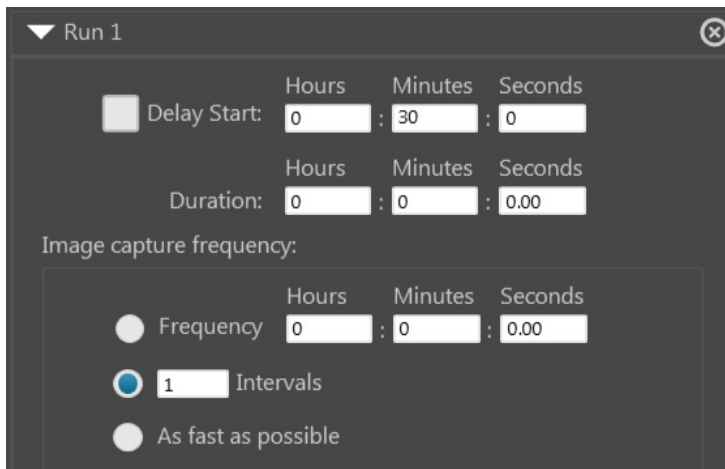 Run 1
Hours Minutes Seconds
Delay Start: 0 : 30 : 0
Hours Minutes Seconds
Duration: 0 : 0 : 0.00
Image capture frequency:
Hours Minutes Seconds
Frequency 0 : 0 : 0.00
1 Intervals
As fast as possible